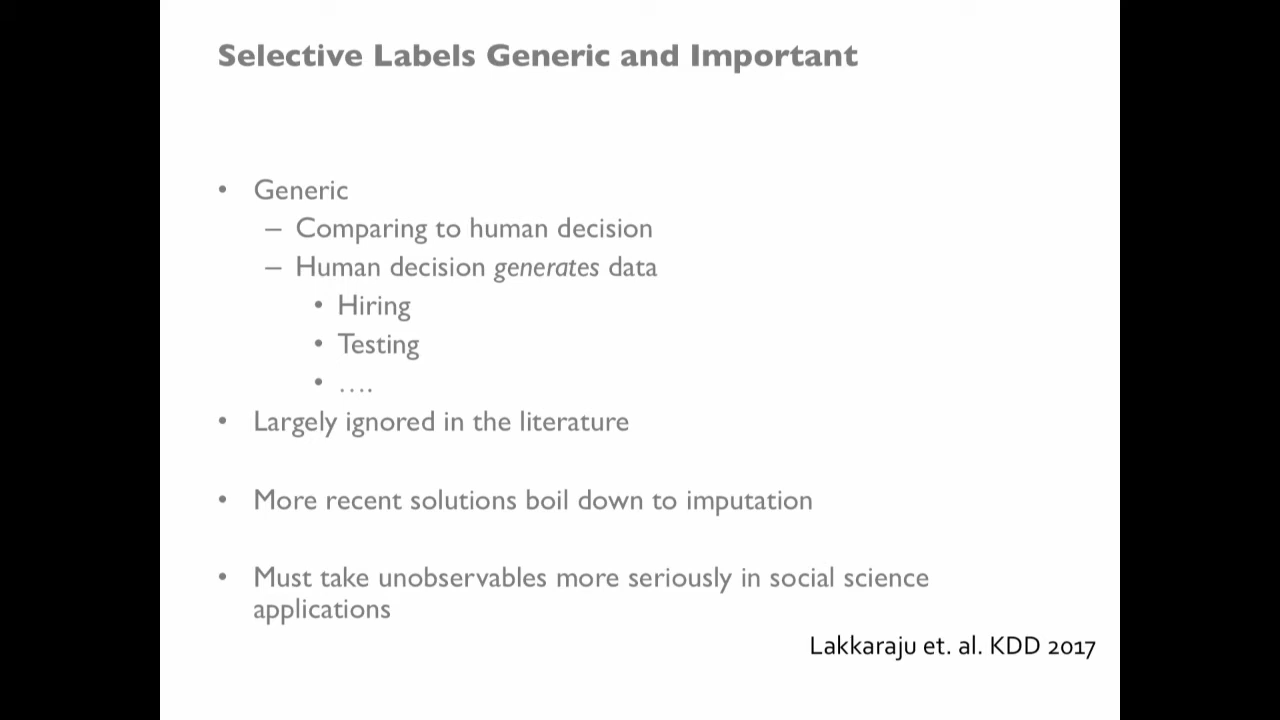 Selective Labels Generic and Important
• Generic
– Comparing to human decision
– Human decision generates data
• Hiring
• Testing
• ….
• Largely ignored in the literature
• More recent solutions boil down to imputation
• Must take unobservables more seriously in social science
applications
Lakkaraju et. al. KDD 2017